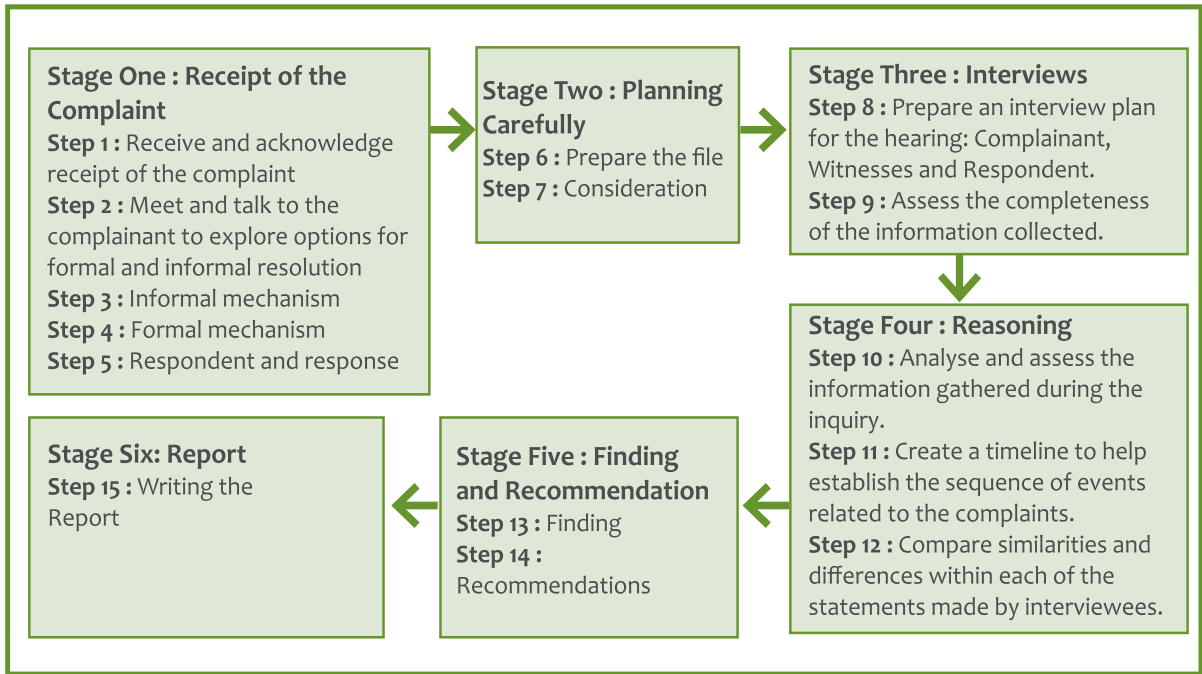 Stage One : Receipt of the
Complaint
Step 1 : Receive and acknowledge
receipt of the complaint
Step 2 : Meet and talk to the
complainant to explore options for
formal and informal resolution
Step 3 : Informal mechanism
Step 4 : Formal mechanism
Step 5 : Respondent and response
Stage Two : Planning
Carefully
Step 6 : Prepare the file
Step 7 : Consideration
Stage Three : Interviews
Step 8 : Prepare an interview plan
for the hearing: Complainant,
Witnesses and Respondent.
Step 9 : Assess the completeness
of the information collected.
Stage Four : Reasoning
Step 10 : Analyse and assess the
information gathered during the
inquiry.
Step 11 : Create a timeline to help
establish the sequence of events
related to the complaints.
Step 12 : Compare similarities and
differences within each of the
statements made by interviewees.
Stage Five : Finding
and Recommendation
Step 13 : Finding
Step 14 :
Recommendations
Stage Six: Report
Step 15 : Writing the
Report